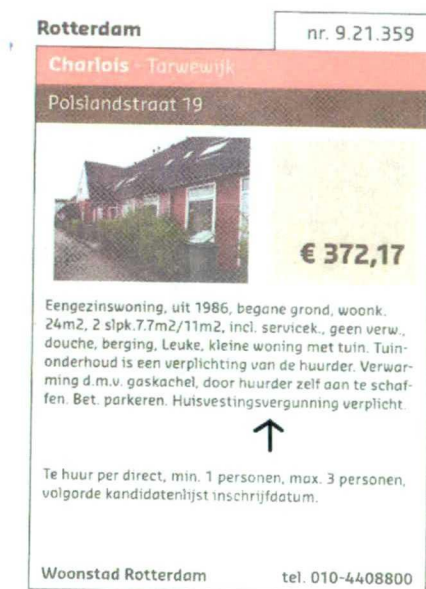 Rotterdam
nr. 9.21.359
Charlois - Tarwewijk
Polslandstraat 19
€ 372,17
Eengezinswoning, uit 1986, begane grond, woonk.
24m2, 2 slpk.7.7m2/11m2, incl. servicek., geen verw.,
douche, berging, Leuke, kleine woning met tuin. Tuin-
onderhoud is een verplichting van de huurder. Verwar-
ming d.m.v. gaskachel, door huurder zelf aan te schaf-
fen. Bet. parkeren. Huisvestingsvergunning verplicht.
Te huur per direct, min. 1 personen, max. 3 personen,
volgorde kandidatenlijst inschrijfdatum.
Woonstad Rotterdam
tel. 010-4408800